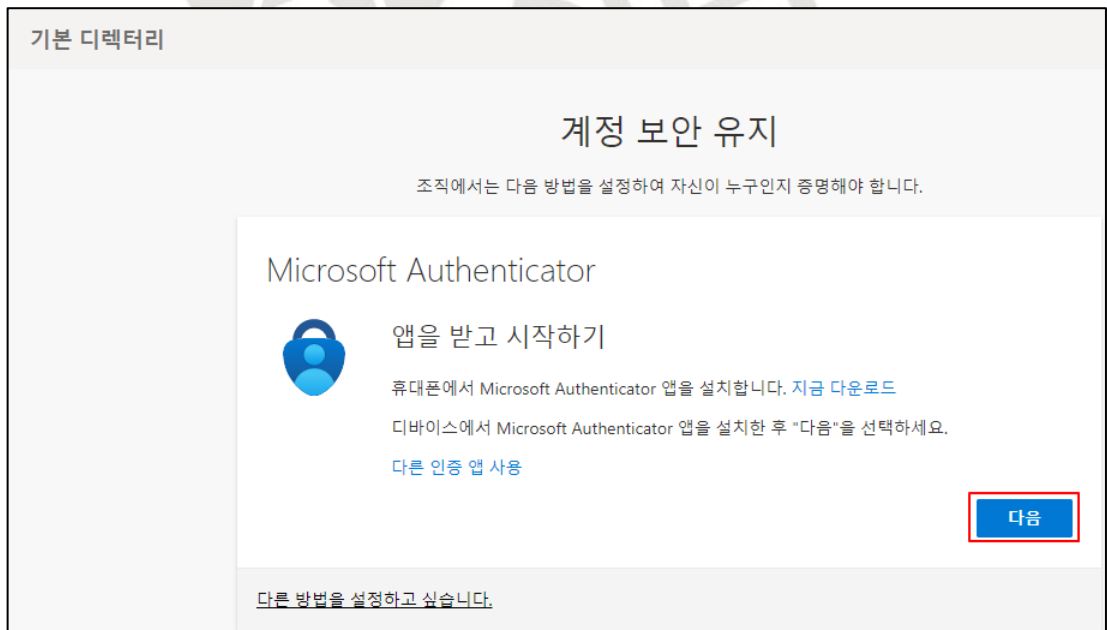 기본 디렉터리
계정 보안 유지
조직에서는 다음 방법을 설정하여 자신이 누구인지 증명해야 합니다.
Microsoft Authenticator
앱을 받고 시작하기
휴대폰에서 Microsoft Authenticator 앱을 설치합니다. 지금 다운로드
디바이스에서 Microsoft Authenticator 앱을 설치한 후 "다음"을 선택하세요.
다른 인증 앱 사용
다음
다른 방법을 설정하고 싶습니다.